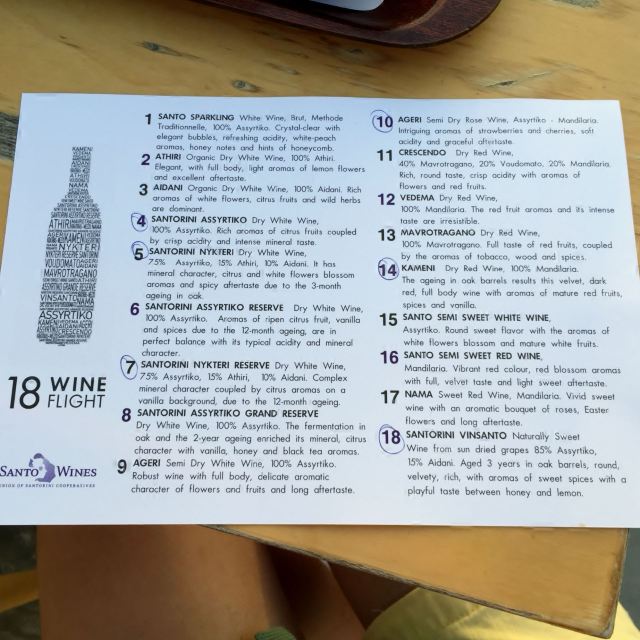 1 SANTO SPARKLING White Wine, Brut, Methode
Traditionnelle, 100% Assyrtiko. Crystal-clear with
elegant bubbles, refreshing acidity, white-peach
aromas, honey notes and hints of honeycomb.
2 ATHIRI Organic Dry White Wine, 100% Athiri.
Elegant, with full body, light aromas of lemon flowers
and excellent aftertaste.
3 AIDANI Organic Dry White Wine, 100% Aidani. Rich
aromas of white flowers, citrus fruits and wild herbs
are dominant.
4 SANTORINI ASSYRTIKO Dry White Wine,
100% Assyrtiko. Rich aromas of citrus fruits coupled
by crisp acidity and intense mineral taste.
5 SANTORINI NYKTERI Dry White Wine,
75% Assyrtiko, 15% Athiri, 10% Aidani. It has
mineral character, citrus and white flowers blossom
aromas and spicy aftertaste due to the 3-month
ageing in oak.
6 SANTORINI ASSYRTIKO RESERVE Dry White Wine,
100% Assyrtiko. Aromas of ripen citrus fruit, vanilla
and spices due to the 12-month ageing, are in
perfect balance with its typical acidity and mineral
character.
7 SANTORINI NYKTERI RESERVE Dry White Wine,
75% Assyrtiko, 15% Athiri, 10% Aidani. Complex
mineral character coupled by citrus aromas on a
vanilla background, due to the 12-month ageing.
8 SANTORINI ASSYRTIKO GRAND RESERVE
Dry White Wine, 100% Assyrtiko. The fermentation in
oak and the 2-year ageing enriched its mineral, citrus
character with vanilla, honey and black tea aromas.
9 AGERI Semi Dry White Wine, 100% Assyrtiko.
Robust wine with full body, delicate aromatic
character of flowers and fruits and long aftertaste.
10 AGERI Semi Dry Rose Wine, Assyrtiko - Mandilaria.
Intriguing aromas of strawberries and cherries, soft
acidity and graceful aftertaste.
11 CRESCENDO Dry Red Wine,
40% Mavrotragano, 20% Voudomato, 20% Mandilaria.
Rich, round taste, crisp acidity with aromas of
flowers and red fruits.
12 VEDEMA Dry Red Wine,
100% Mandilaria. The red fruit aromas and its intense
taste are irresistible.
13 MAVROTRAGANO Dry Red Wine,
100% Mavrotragano. Full taste of red fruits, coupled
by the aromas of tobacco, wood and spices.
14 KAMENI Dry Red Wine, 100% Mandilaria.
The ageing in oak barrels results this velvet, dark
red, full body wine with aromas of mature red fruits,
spices and vanilla.
15 SANTO SEMI SWEET WHITE WINE,
Assyrtiko. Round sweet flavor with the aromas of
white flowers blossom and mature white fruits.
16 SANTO SEMI SWEET RED WINE,
Mandilaria. Vibrant red colour, red blossom aromas
with full, velvet taste and light sweet aftertaste.
17 NAMA Sweet Red Wine, Mandilaria. Vivid sweet
wine with an aromatic bouquet of roses, Easter
flowers and long aftertaste.
18 SANTORINI VINSANTO Naturally Sweet
Wine from sun dried grapes 85% Assyrtiko,
15% Aidani. Aged 3 years in oak barrels, round,
velvety, rich, with aromas of sweet spices with a
playful taste between honey and lemon.
KAMENI
VEDEMA
AIDANI
ATHIRI
NAMA
NYKTERI
MAVROTRAGANO
VINSANTO NAMA
ASSYRTIKO
CRESCENDO
18 WINE
FLIGHT
SANTO WINES
UNION OF SANTORINI COOPERATIVES